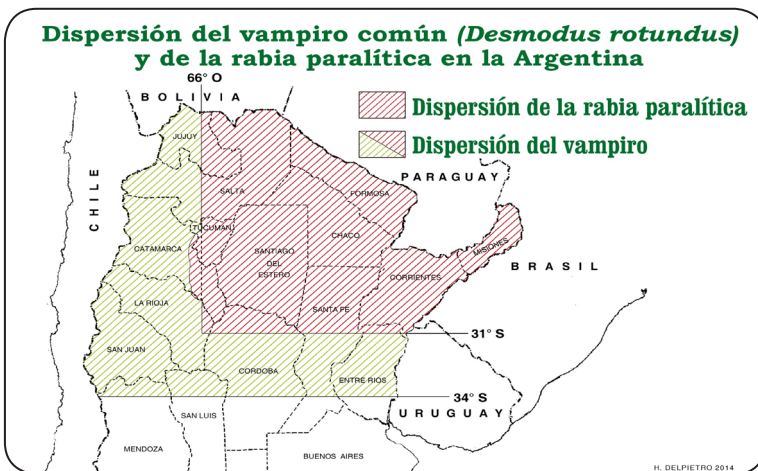 Dispersión del vampiro común (Desmodus rotundus)
y de la rabia paralítica en la Argentina
66° O
BOLIVIA
Dispersión de la rabia paralítica
Dispersión del vampiro
JUJUY
PARAGUAY
SALTA
FORMOSA
CHILE
TUCUMAN
CHACO
CATAMARCA
SANTIAGO
DEL
ESTERO
MISIONES
BRASIL
CORRIENTES
LA RIOJA
SANTA FE
31° S
SAN JUAN
CORDOBA
ENTRE RIOS
34° S
SAN LUIS
URUGUAY
MENDOZA
BUENOS AIRES
H. DELPIETRO 2014